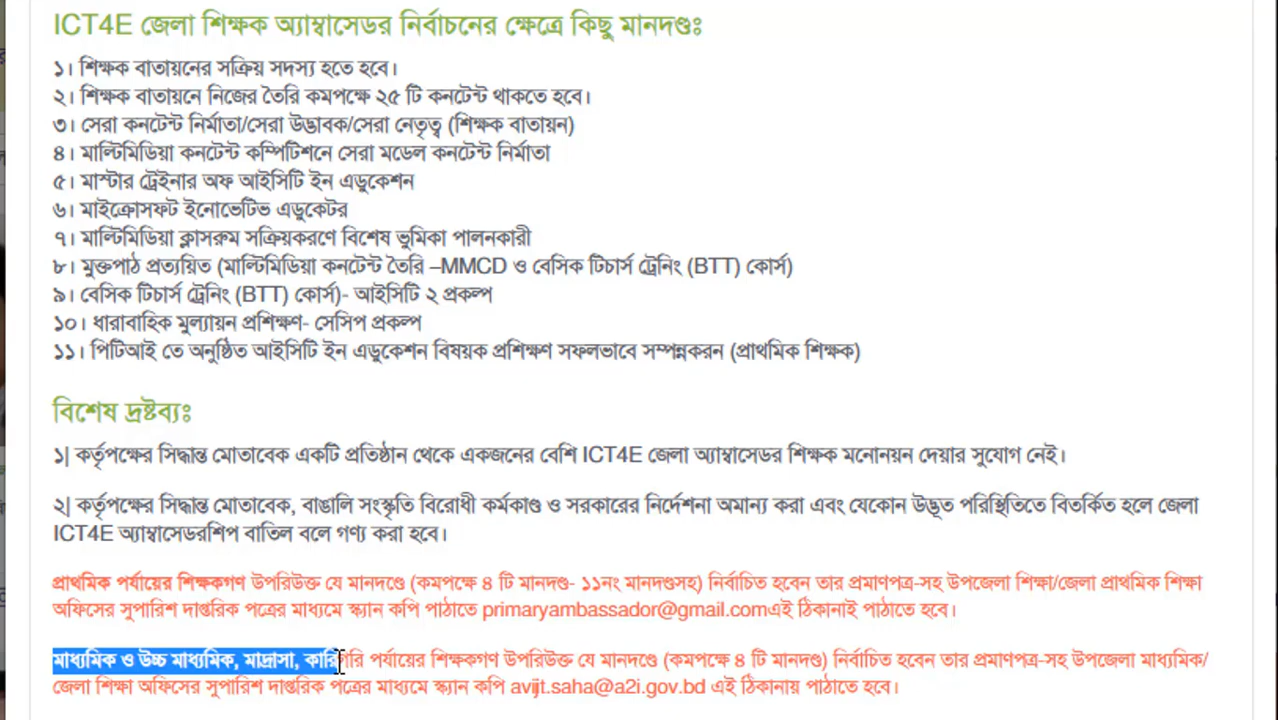 ICT4E জেলা শিক্ষক অ্যাম্বাসেডর নির্বাচনের ক্ষেত্রে কিছু মানদণ্ডঃ
১। শিক্ষক বাতায়নের সক্রিয় সদস্য হতে হবে।
২। শিক্ষক বাতায়নে নিজের তৈরি কমপক্ষে ২৫ টি কনটেন্ট থাকতে হবে।
৩। সেরা কনটেন্ট নির্মাতা/সেরা উদ্ভাবক/সেরা নেতৃত্ব (শিক্ষক বাতায়ন)
৪। মাল্টিমিডিয়া কনটেন্ট কম্পিটিশনে সেরা মডেল কনটেন্ট নির্মাতা
৫। মাস্টার ট্রেইনার অফ আইসিটি ইন এডুকেশন
৬। মাইক্রোসফট ইনোভেটিভ এডুকেটর
৭। মাল্টিমিডিয়া ক্লাসরুম সক্রিয়করণে বিশেষ ভুমিকা পালনকারী
৮। মুক্তপাঠ প্রত্যয়িত (মাল্টিমিডিয়া কনটেন্ট তৈরি –MMCD ও বেসিক টিচার্স ট্রেনিং (BTT) কোর্স)
৯। বেসিক টিচার্স ট্রেনিং (BTT) কোর্স)- আইসিটি ২ প্রকল্প
১০। ধারাবাহিক মুল্যায়ন প্রশিক্ষণ- সেসিপ প্রকল্প
১১। পিটিআই তে অনুষ্ঠিত আইসিটি ইন এডুকেশন বিষয়ক প্রশিক্ষণ সফলভাবে সম্পন্নকরন (প্রাথমিক শিক্ষক)
বিশেষ দ্রষ্টব্যঃ
১| কর্তৃপক্ষের সিদ্ধান্ত মোতাবেক একটি প্রতিষ্ঠান থেকে একজনের বেশি ICT4E জেলা অ্যাম্বাসেডর শিক্ষক মনোনয়ন দেয়ার সুযোগ নেই।
২| কর্তৃপক্ষের সিদ্ধান্ত মোতাবেক, বাঙালি সংস্কৃতি বিরোধী কর্মকাণ্ড ও সরকারের নির্দেশনা অমান্য করা এবং যেকোন উদ্ভূত পরিস্থিতিতে বিতর্কিত হলে জেলা
ICT4E অ্যাম্বাসেডরশিপ বাতিল বলে গণ্য করা হবে।
প্রাথমিক পর্যায়ের শিক্ষকগণ উপরিউক্ত যে মানদণ্ডে (কমপক্ষে ৪ টি মানদণ্ড- ১১নং মানদণ্ডসহ) নির্বাচিত হবেন তার প্রমাণপত্র-সহ উপজেলা শিক্ষা/জেলা প্রাথমিক শিক্ষা
অফিসের সুপারিশ দাপ্তরিক পত্রের মাধ্যমে স্ক্যান কপি পাঠাতে primaryambassador@gmail.comএই ঠিকানাই পাঠাতে হবে।
মাধ্যমিক ও উচ্চ মাধ্যমিক, মাদ্রাসা, কারিগরি পর্যায়ের শিক্ষকগণ উপরিউক্ত যে মানদণ্ডে (কমপক্ষে ৪ টি মানদণ্ড) নির্বাচিত হবেন তার প্রমাণপত্র-সহ উপজেলা মাধ্যমিক/
জেলা শিক্ষা অফিসের সুপারিশ দাপ্তরিক পত্রের মাধ্যমে স্ক্যান কপি avijit.saha@a2i.gov.bd এই ঠিকানায় পাঠাতে হবে।